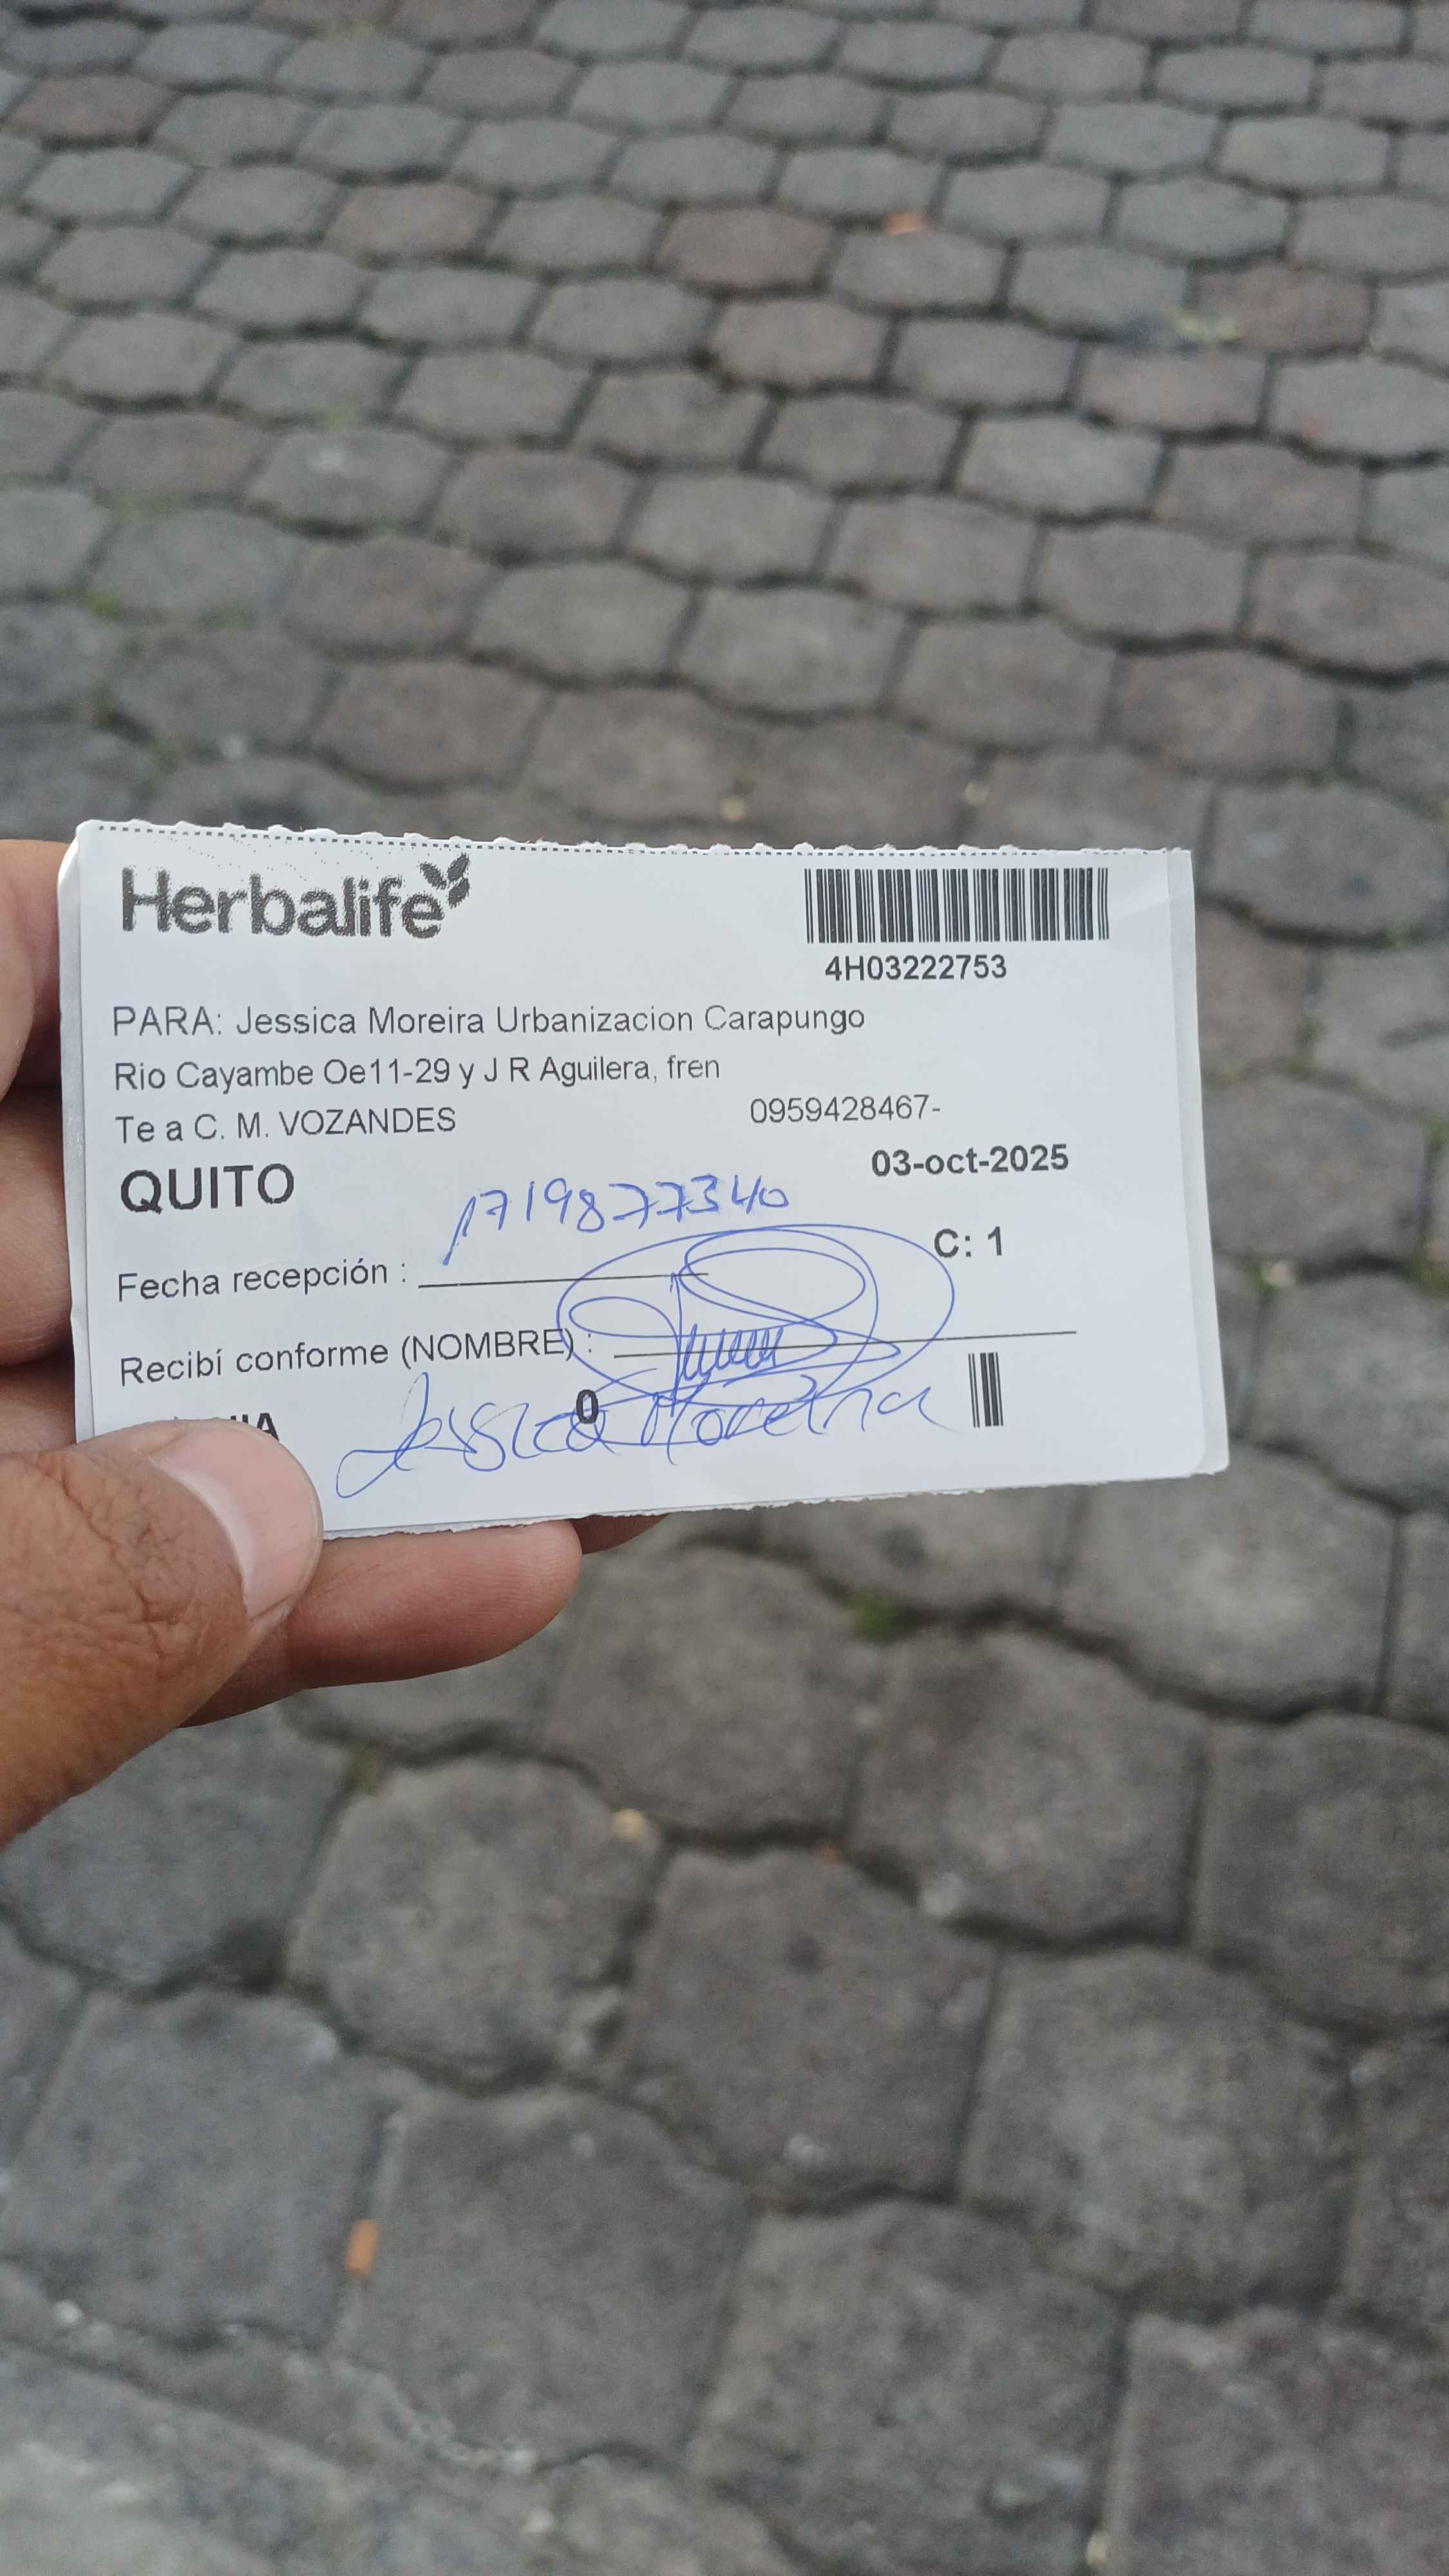 Herbalife
4H03222753
PARA: Jessica Moreira Urbanizacion Carapungo
Rio Cayambe Oe11-29 y J R Aguilera, fren
Te a C. M. VOZANDES
0959428467-
QUITO
03-oct-2025
1719877340
Fecha recepción :
C: 1
Recibí conforme (NOMBRE) :
0
Jessica Moreira